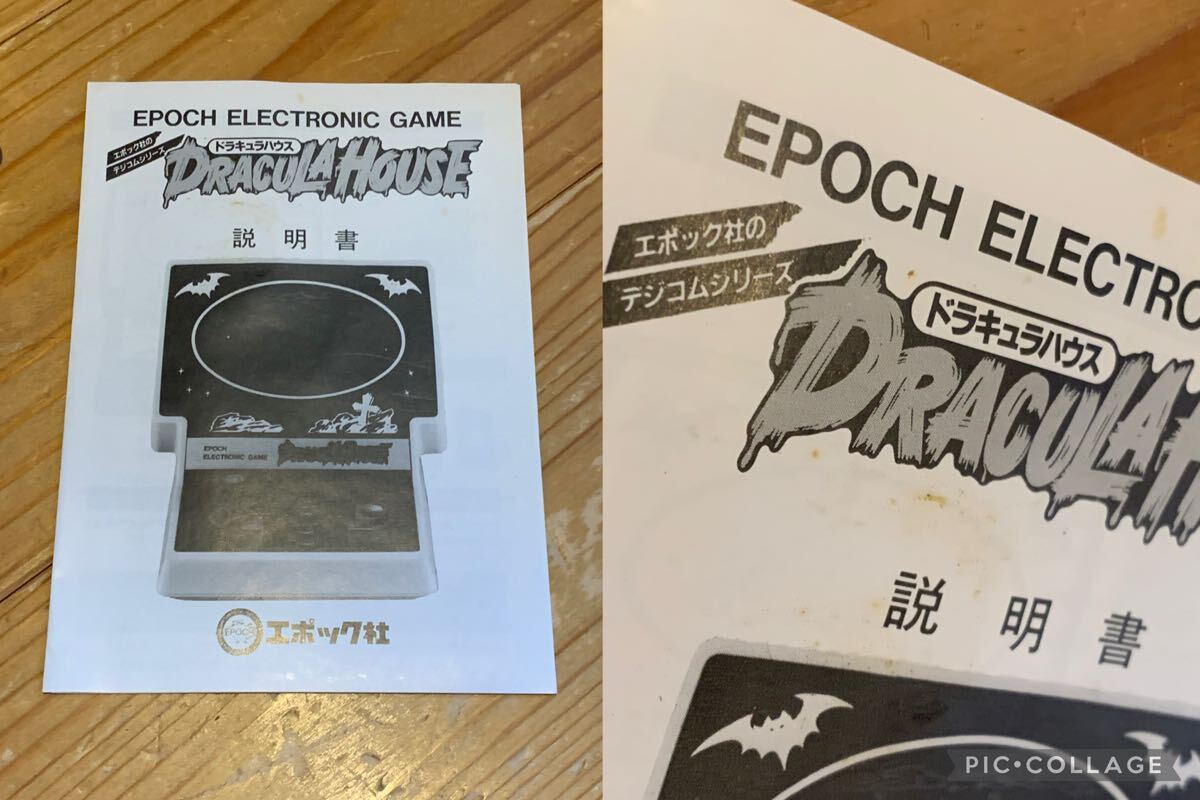 EPOCH ELECTRONIC GAME
エポック社の
デジコムシリーズ
ドラキュラハウス
DRACULA HOUSE
説明書
EPOCH
ELECTRONIC GAME
DRACULA HOUSE
EPOCH
エポック社
EPOCH ELECTRO
エポック社の
デジコムシリーズ
ドラキュラハウス
DRACULA H
説明書
PIC•COLLAGE